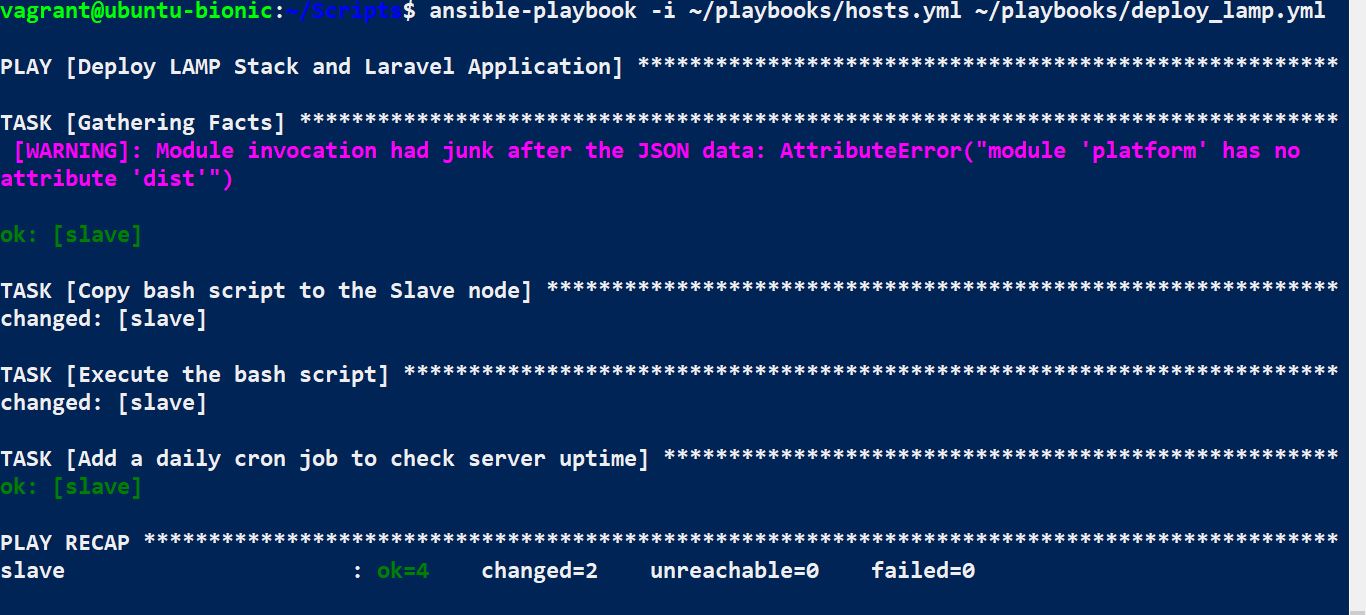 vagrant@ubuntu-bionic:~/Scripts$ ansible-playbook -i ~/playbooks/hosts.yml ~/playbooks/deploy_lamp.yml
PLAY [Deploy LAMP Stack and Laravel Application] ******************************************************
TASK [Gathering Facts] ********************************************************************************
[WARNING]: Module invocation had junk after the JSON data: AttributeError("module 'platform' has no
attribute 'dist'")
ok: [slave]
TASK [Copy bash script to the Slave node] *************************************************************
changed: [slave]
TASK [Execute the bash script] ************************************************************************
changed: [slave]
TASK [Add a daily cron job to check server uptime] ****************************************************
ok: [slave]
PLAY RECAP ********************************************************************************************
slave                      : ok=4    changed=2    unreachable=0    failed=0